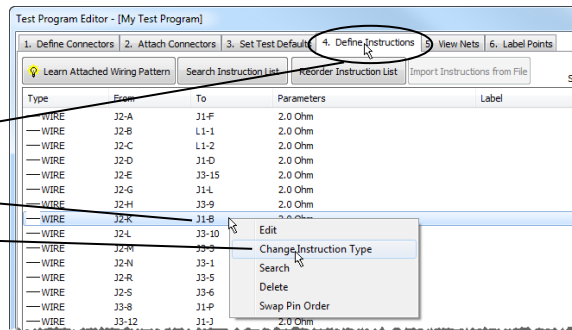 Test Program Editor - [My Test Program]
1. Define Connectors 2. Attach Connectors 3. Set Test Defaults 4. Define Instructions 5. View Nets 6. Label Points
Learn Attached Wiring Pattern Search Instruction List Reorder Instruction List Import Instructions from File
S
Type From To Parameters Label
WIRE J2-A J1-F 2.0 Ohm
WIRE J2-B L1-1 2.0 Ohm
WIRE J2-C L1-2 2.0 Ohm
WIRE J2-D J1-D 2.0 Ohm
WIRE J2-E J3-15 2.0 Ohm
WIRE J2-G J1-L 2.0 Ohm
WIRE J2-H J3-9 2.0 Ohm
WIRE J2-K J1-B 2.0 Ohm
WIRE J2-L J3-10 Edit
WIRE J2-M J3-3 Change Instruction Type
WIRE J2-N J3-1 Search
WIRE J2-R J3-5 Delete
WIRE J2-S J3-6
WIRE J3-8 J1-P Swap Pin Order
WIRE J3-12 J1-J 2.0 Ohm